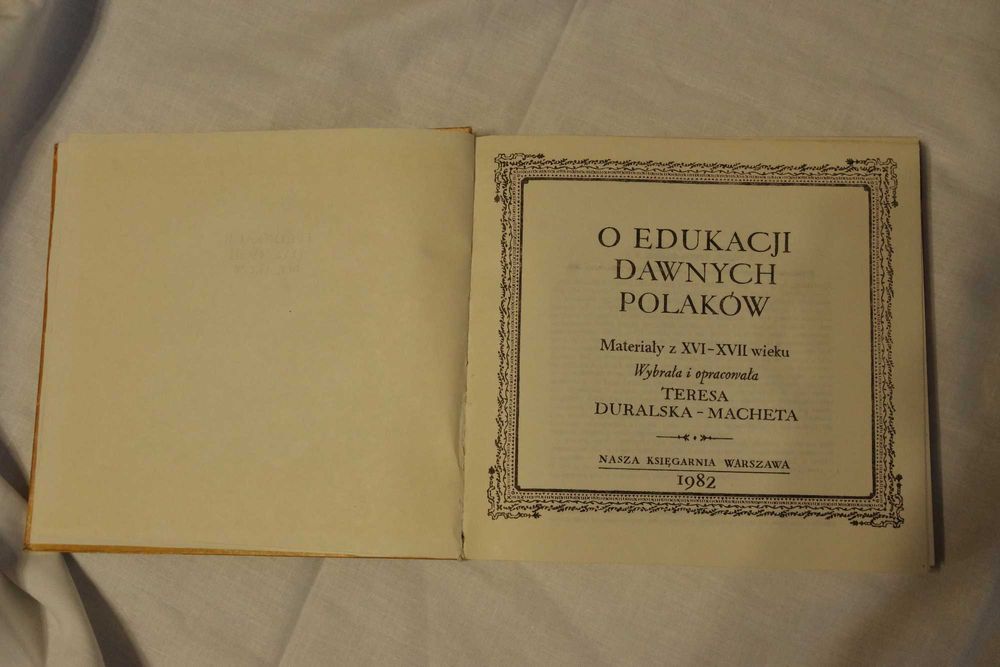 O EDUKACJI
DAWNYCH
POLAKÓW
Materiały z XVI-XVII wieku
Wybrała i opracowała
TERESA
DURALSKA-MACHETA
NASZA KSIĘGARNIA WARSZAWA
1982